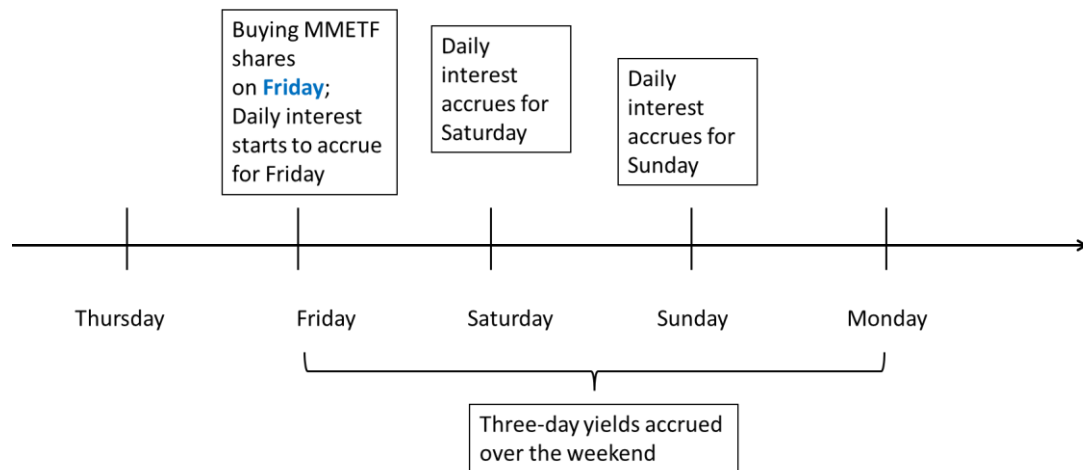 Buying MMETF
shares
on Friday;
Daily interest
starts to accrue
for Friday
Daily
interest
accrues for
Saturday
Daily
interest
accrues for
Sunday
Thursday
Friday
Saturday
Sunday
Monday
Three-day yields accrued
over the weekend